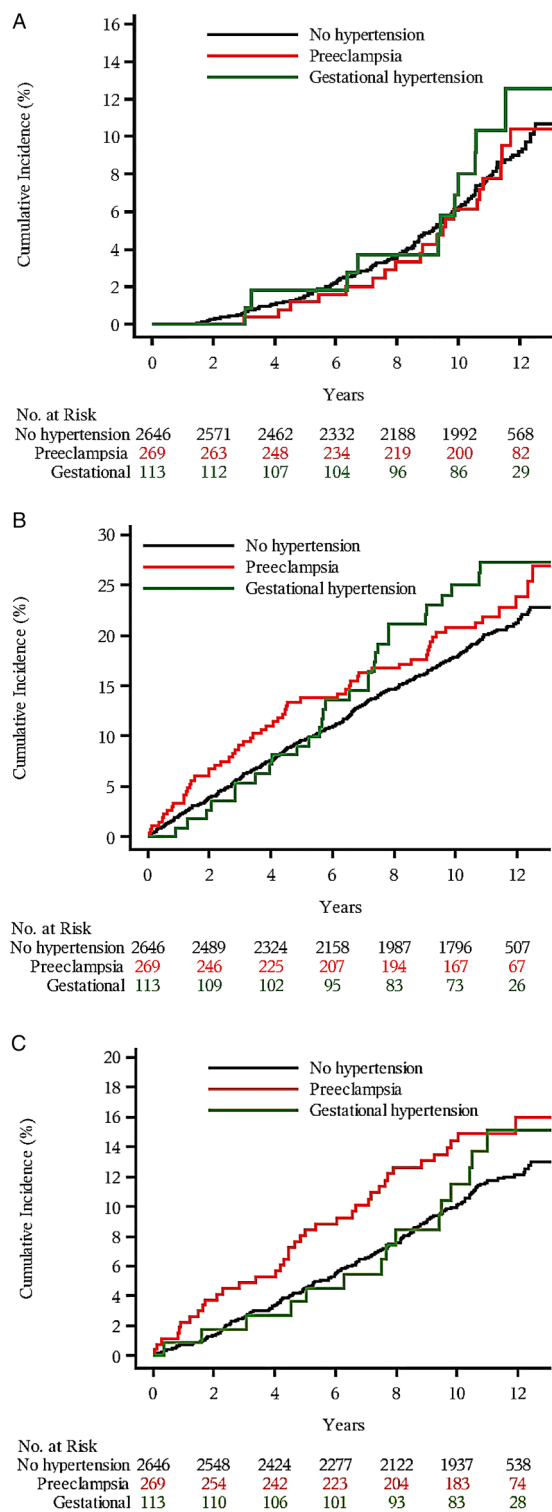 A
16
14
12
10
8
6
4
2
0
Cumulative Incidence (%)
No hypertension
Preeclampsia
Gestational hypertension
0 2 4 6 8 10 12
Years
No. at Risk
No hypertension 2646 2571 2462 2332 2188 1992 568
Preeclampsia 269 263 248 234 219 200 82
Gestational 113 112 107 104 96 86 29
B
30
25
20
15
10
5
0
Cumulative Incidence (%)
No hypertension
Preeclampsia
Gestational hypertension
0 2 4 6 8 10 12
Years
No. at Risk
No hypertension 2646 2489 2324 2158 1987 1796 507
Preeclampsia 269 246 225 207 194 167 67
Gestational 113 109 102 95 83 73 26
C
20
18
16
14
12
10
8
6
4
2
0
Cumulative Incidence (%)
No hypertension
Preeclampsia
Gestational hypertension
0 2 4 6 8 10 12
Years
No. at Risk
No hypertension 2646 2548 2424 2277 2122 1937 538
Preeclampsia 269 254 242 223 204 183 74
Gestational 113 110 106 101 93 83 28